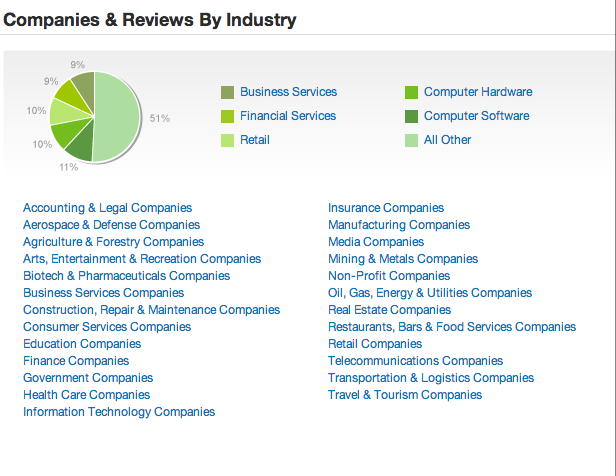 Companies & Reviews By Industry
9%
9%
10%
10%
11%
51%
Business Services
Financial Services
Retail
Computer Hardware
Computer Software
All Other
Accounting & Legal Companies
Aerospace & Defense Companies
Agriculture & Forestry Companies
Arts, Entertainment & Recreation Companies
Biotech & Pharmaceuticals Companies
Business Services Companies
Construction, Repair & Maintenance Companies
Consumer Services Companies
Education Companies
Finance Companies
Government Companies
Health Care Companies
Information Technology Companies
Insurance Companies
Manufacturing Companies
Media Companies
Mining & Metals Companies
Non-Profit Companies
Oil, Gas, Energy & Utilities Companies
Real Estate Companies
Restaurants, Bars & Food Services Companies
Retail Companies
Telecommunications Companies
Transportation & Logistics Companies
Travel & Tourism Companies